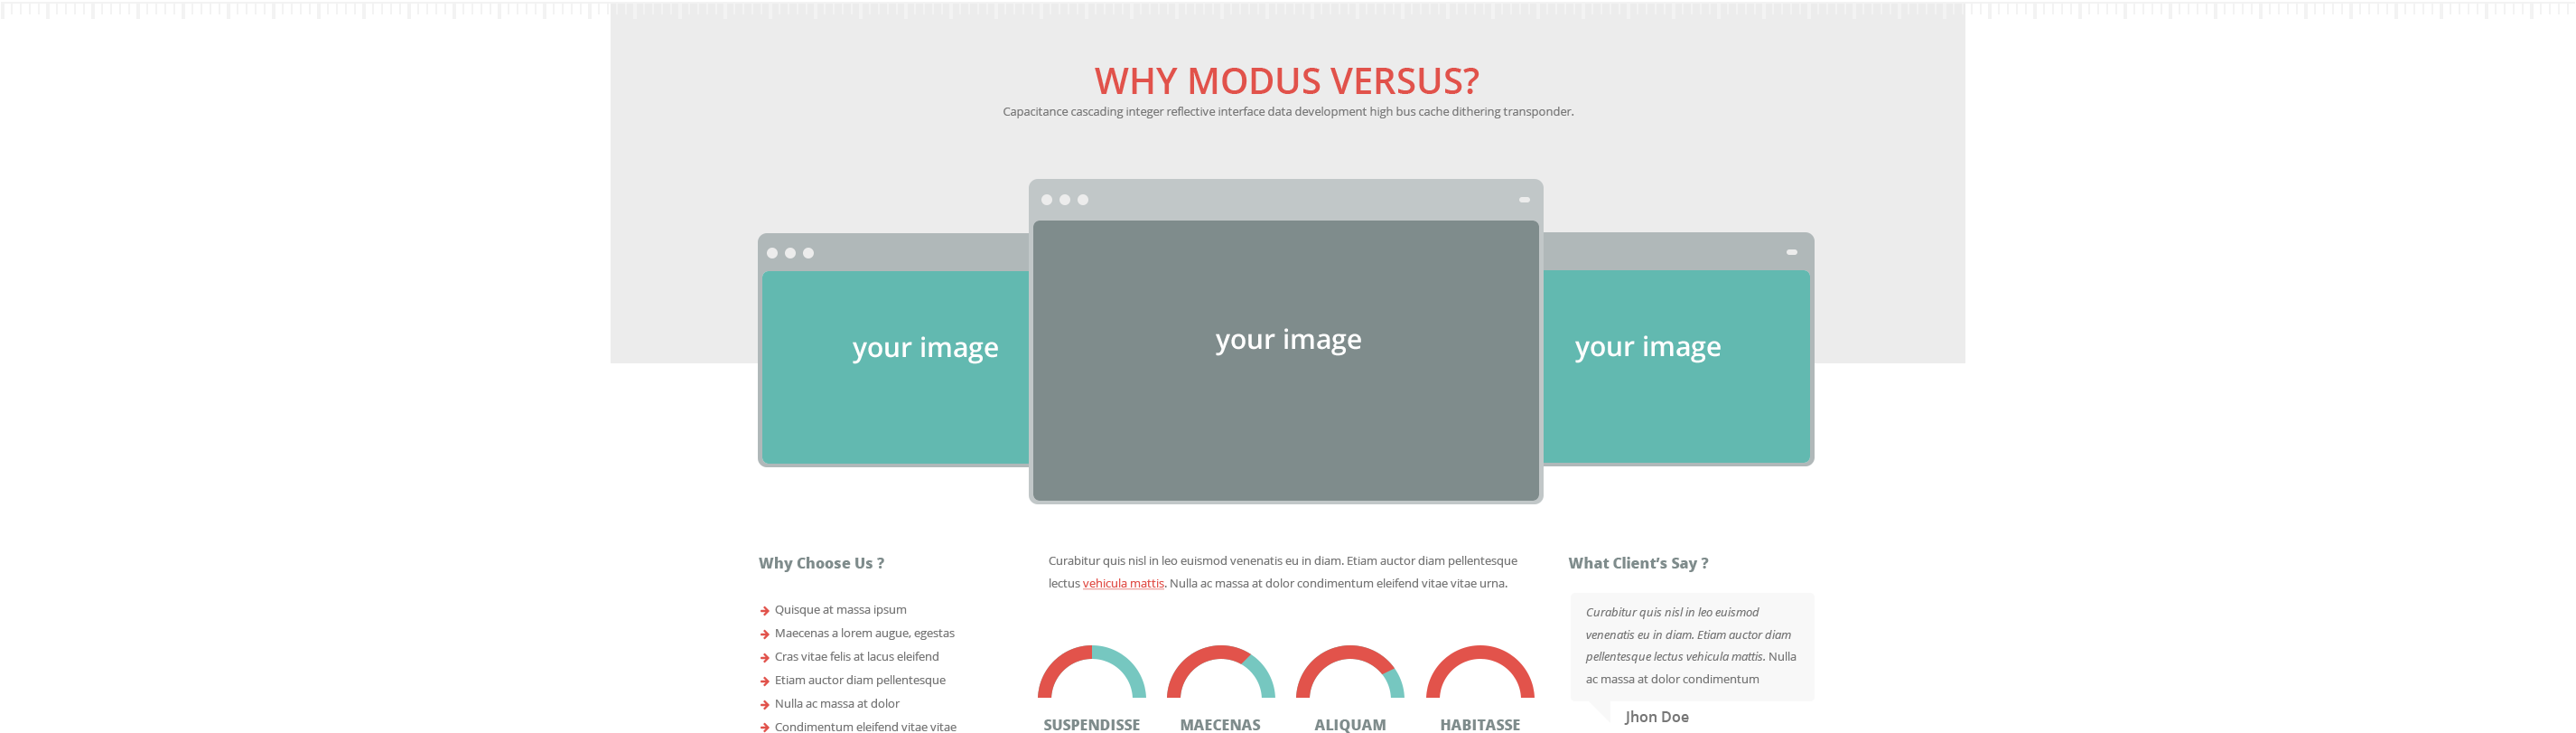 WHY MODUS VERSUS?
Capacitance cascading integer reflective interface data development high bus cache dithering transponder.
your image
your image
your image
Why Choose Us ?
Quisque at massa ipsum
Maecenas a lorem augue, egestas
Cras vitae felis at lacus eleifend
Etiam auctor diam pellentesque
Nulla ac massa at dolor
Condimentum eleifend vitae vitae
Curabitur quis nisl in leo euismod venenatis eu in diam. Etiam auctor diam pellentesque
lectus vehicula mattis. Nulla ac massa at dolor condimentum eleifend vitae vitae urna.
SUSPENDISSE
MAECENAS
ALIQUAM
HABITASSE
What Client's Say ?
Curabitur quis nisl in leo euismod
venenatis eu in diam. Etiam auctor diam
pellentesque lectus vehicula mattis. Nulla
ac massa at dolor condimentum
Jhon Doe